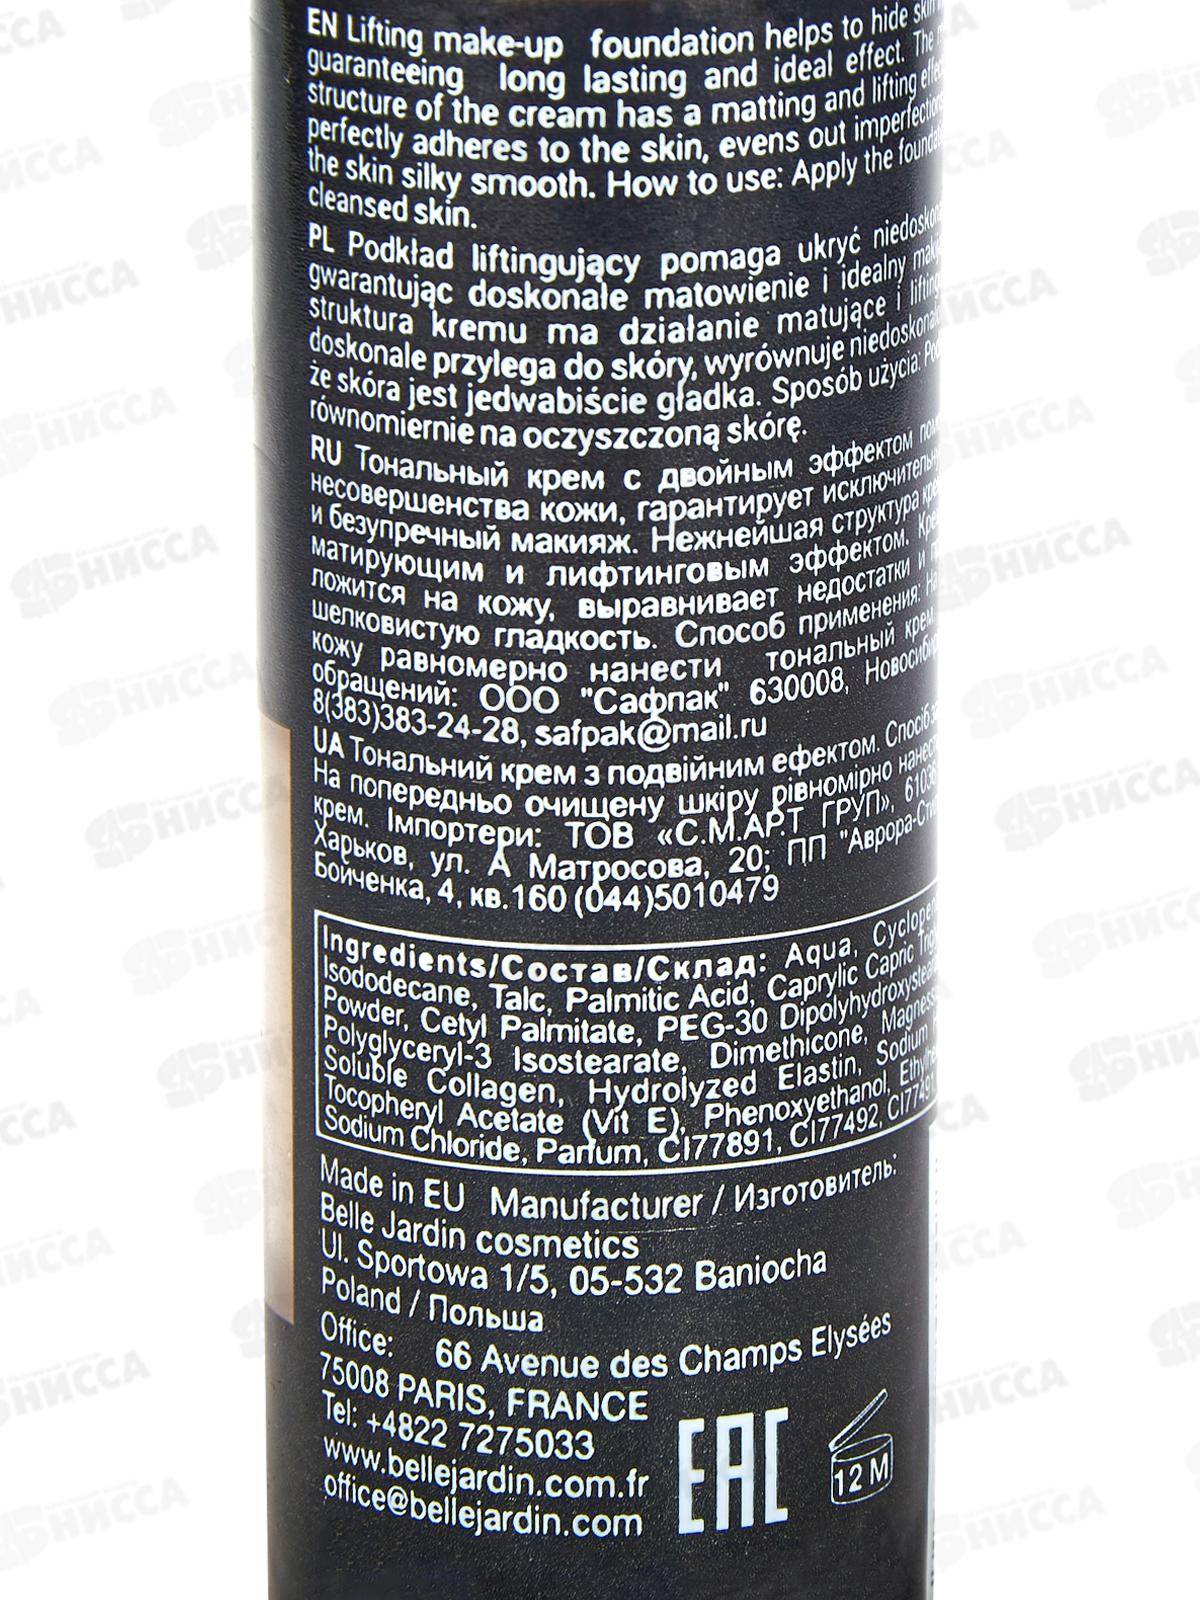 EN Lifting make-up foundation helps to hide skin
guaranteeing long lasting and ideal effect. The
structure of the cream has a matting and lifting
perfectly adheres to the skin, evens out
the skin silky smooth. How to use: Apply the
cleansed skin.
PL Podkład liftingujący pomaga ukryć
gwarantując doskonałe matowienie i idealny
struktura kremu ma działanie matujące i
doskonale przylega do skóry, wyrównuje
że skóra jest jedwabiście gładka. Sposób użycia:
równomiernie na oczyszczoną skórę.
RU Тональный крем с двойным эффектом
несовершенства кожи, гарантирует
и безупречный макияж. Нежнейшая структура
матирующим и лифтинговым эффектом.
ложится на кожу, выравнивает недостатки и
шелковистую гладкость. Способ применения: На
кожу равномерно нанести тональный крем.
обращений: ООО "Сафпак" 630008,
8(383)383-24-28, safpak@mail.ru
UA Тональний крем з подвійним ефектом. Спосіб
На попередньо очищену шкіру рівномірно
крем. Імпортери: ТОВ «С.М.АРТ ГРУП»,
Харьков, ул. А Матросова, 20; ПП
Бойченка, 4, кв.160 (044)5010479
Ingredients/Состав/Склад: Aqua,
Isododecane, Talc, Palmitic Acid, Caprylic Capric
Powder, Cetyl Palmitate, PEG-30
Polyglyceryl-3 Isostearate, Dimethicone,
Soluble Collagen, Hydrolyzed Elastin, Sodium
Tocopheryl Acetate (Vit E), Phenoxyethanol,
Sodium Chloride, Parfum, CI77891, CI77492,
Made in EU Manufacturer / Изготовитель:
Belle Jardin cosmetics
Ul. Sportowa 1/5, 05-532 Baniocha
Poland / Польша
Office: 66 Avenue des Champs Elysées
75008 PARIS, FRANCE
Tel: +4822 7275033
www.bellejardin.com.fr
office@bellejardin.com
EAC
12 M